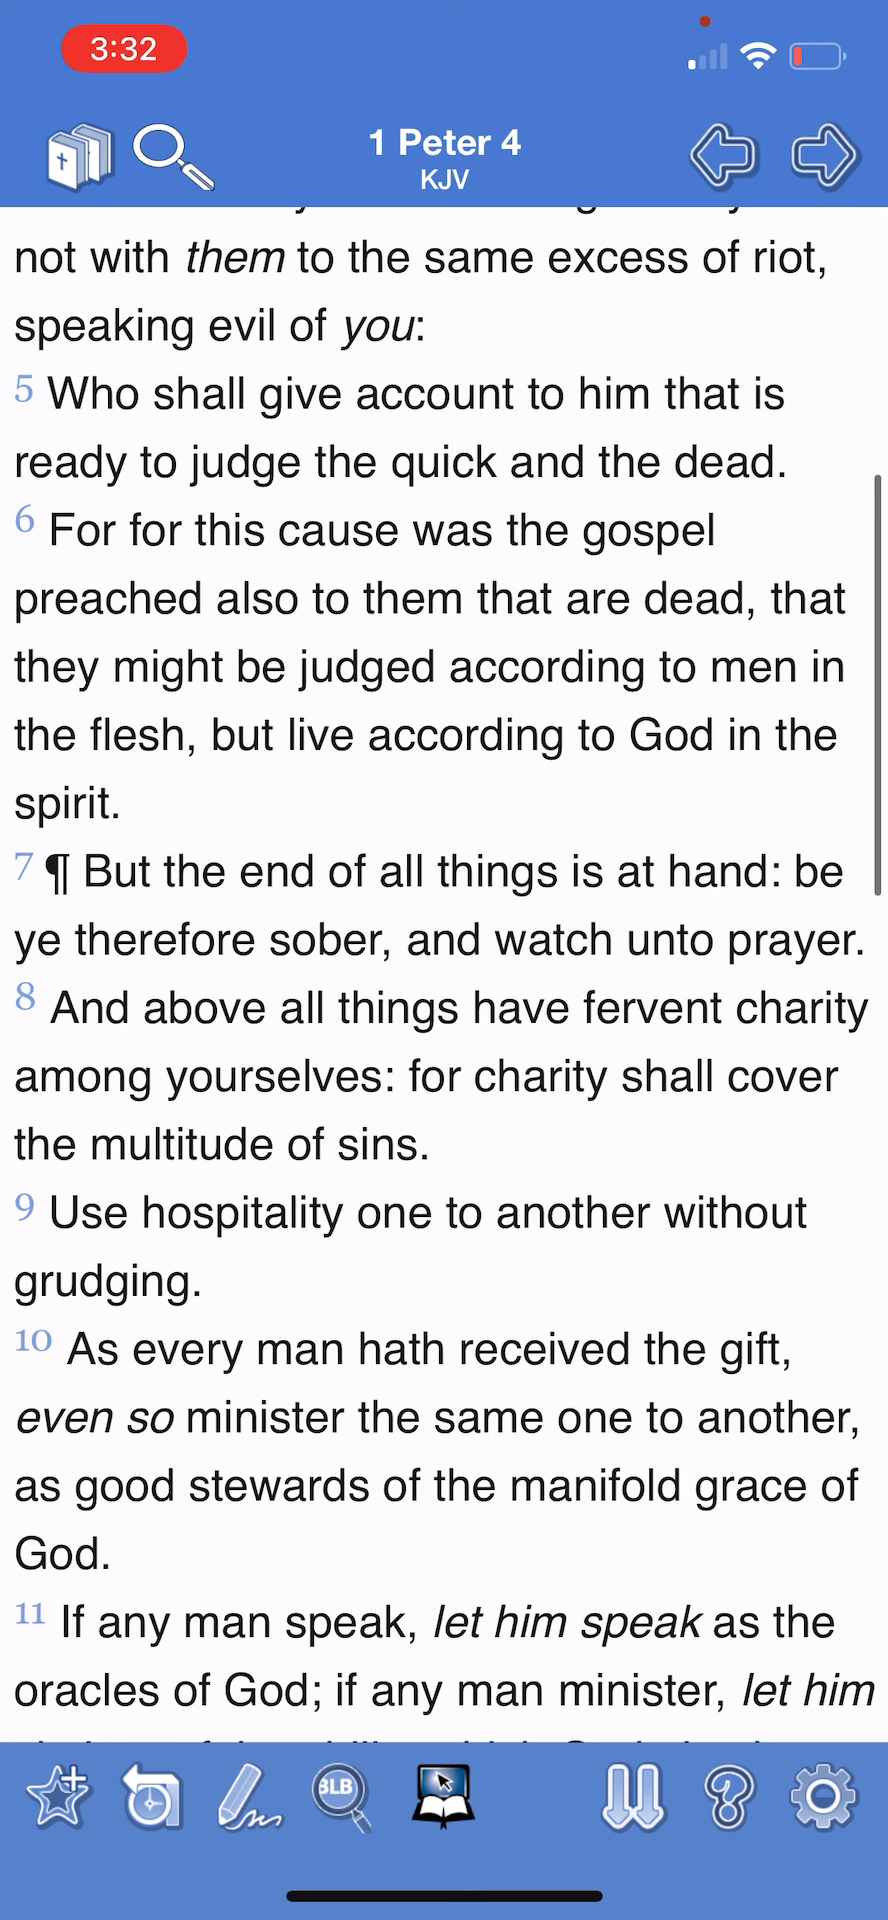 3:32
1 Peter 4
KJV
not with them to the same excess of riot,
speaking evil of you:
5 Who shall give account to him that is
ready to judge the quick and the dead.
6 For for this cause was the gospel
preached also to them that are dead, that
they might be judged according to men in
the flesh, but live according to God in the
spirit.
7 ¶ But the end of all things is at hand: be
ye therefore sober, and watch unto prayer.
8 And above all things have fervent charity
among yourselves: for charity shall cover
the multitude of sins.
9 Use hospitality one to another without
grudging.
10 As every man hath received the gift,
even so minister the same one to another,
as good stewards of the manifold grace of
God.
11 If any man speak, let him speak as the
oracles of God; if any man minister, let him
BLB